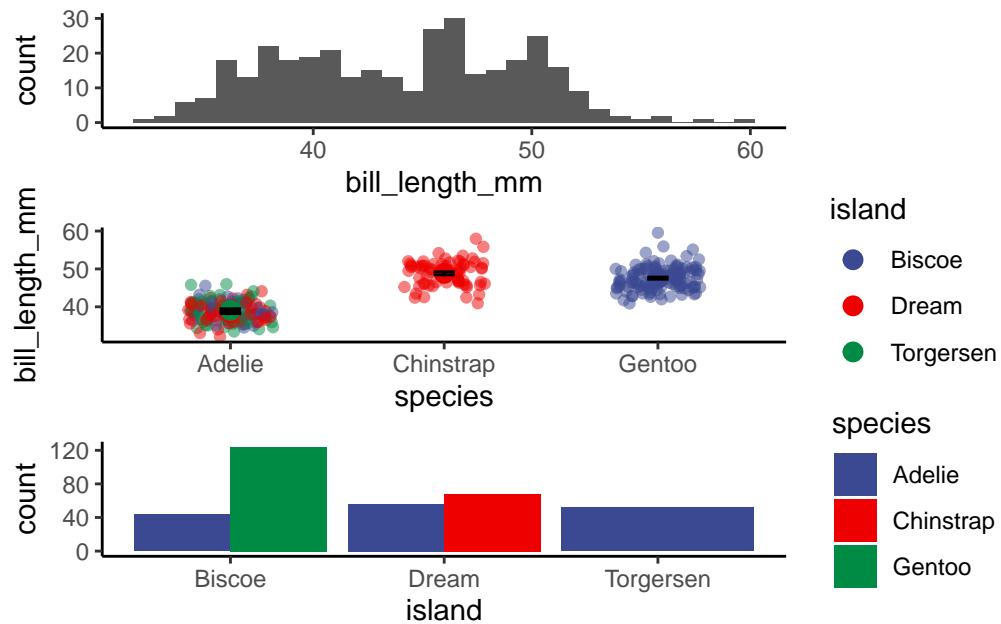 count
30
20
10
0
40 50 60
bill_length_mm
bill_length_mm
60
50
40
Adelie Chinstrap Gentoo
species
island
Biscoe
Dream
Torgersen
count
120
80
40
0
Biscoe Dream Torgersen
island
species
Adelie
Chinstrap
Gentoo